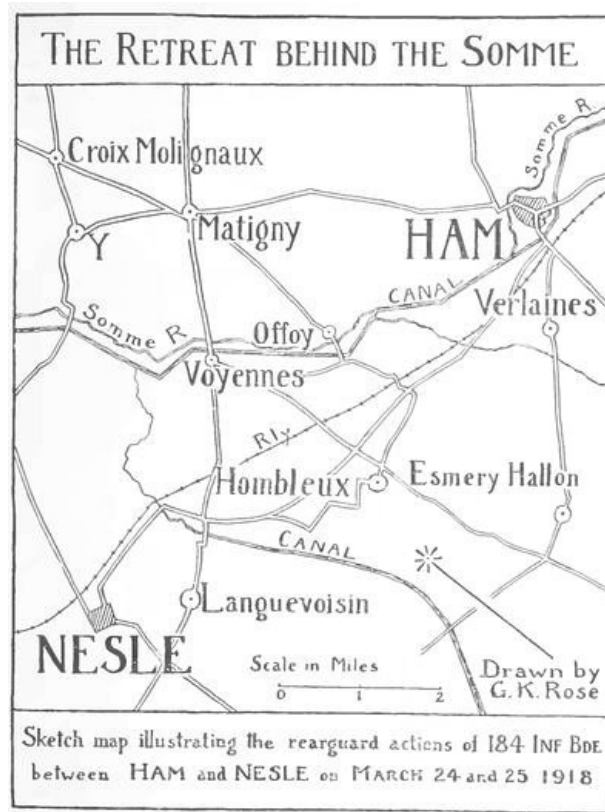 THE RETREAT BEHIND THE SOMME
Somme R.
Croix Molignaux
Y
Matigny
HAM
CANAL
Verlaines
Somme R
Offoy
Voyennes
Rly
Hombleux
Esmery Hallon
CANAL
Languevoisin
NESLE
Scale in Miles
0 1 2
Drawn by
G. K. Rose
Sketch map illustrating the rearguard actions of 184 INF BDE
between HAM and NESLE on MARCH 24 and 25 1918